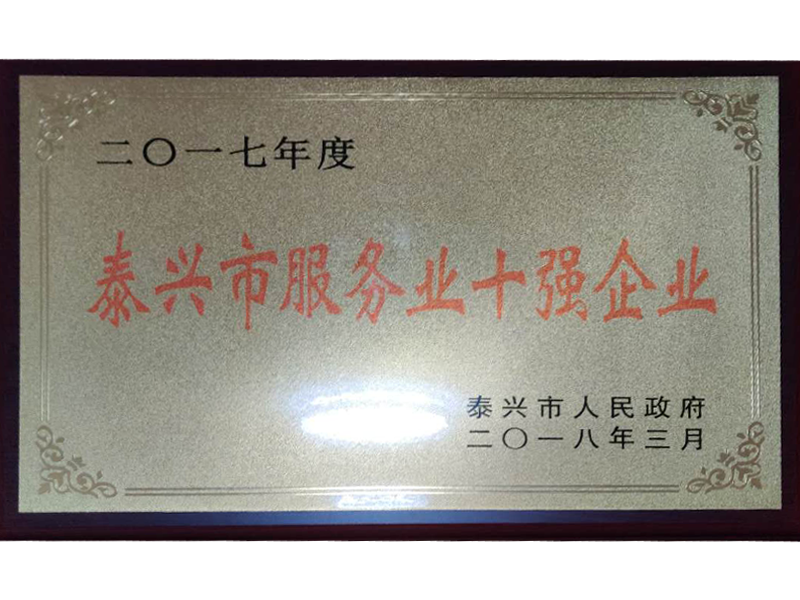 二〇一七年度
泰兴市服务业十强企业
泰兴市人民政府
二〇一八年三月